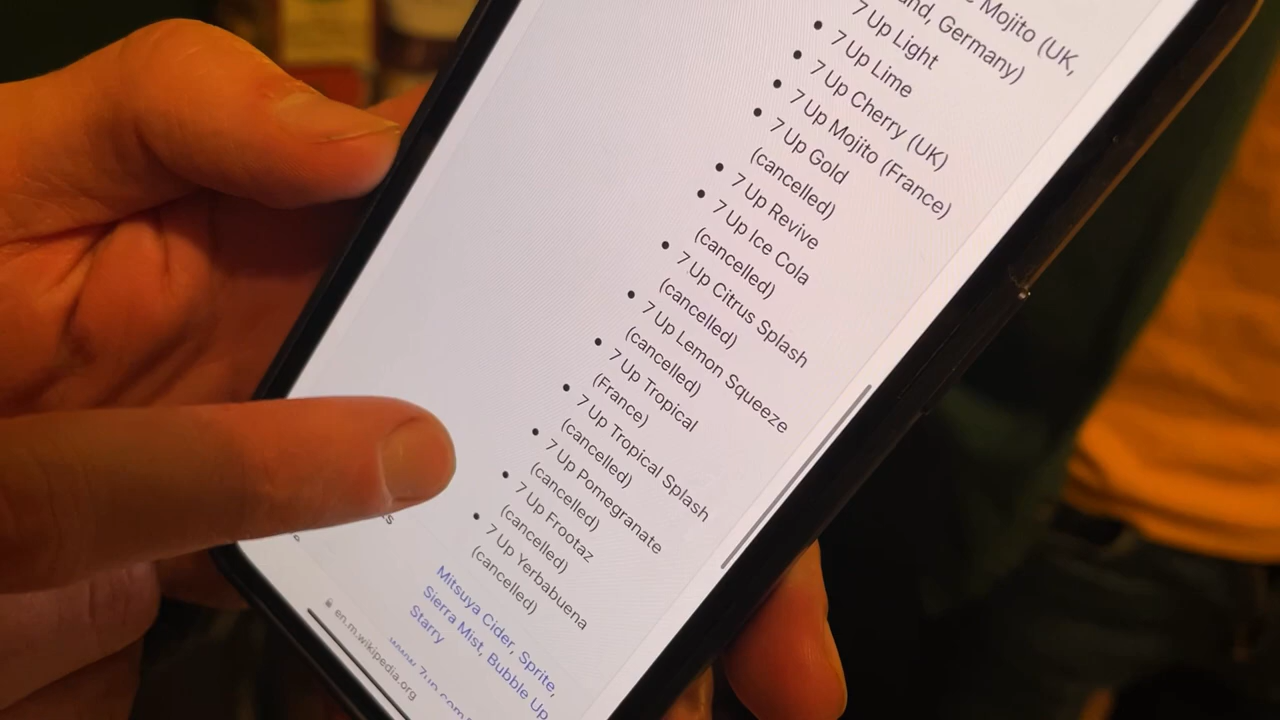 Mojito (UK,
Germany)
7 Up Light
7 Up Lime
7 Up Cherry (UK)
7 Up Mojito (France)
7 Up Gold
(cancelled)
7 Up Revive
7 Up Ice Cola
(cancelled)
7 Up Citrus Splash
(cancelled)
7 Up Lemon Squeeze
(cancelled)
7 Up Tropical
(France)
7 Up Tropical Splash
(cancelled)
7 Up Pomegranate
(cancelled)
7 Up Frootaz
(cancelled)
7 Up Yerbabuena
(cancelled)
Mitsuya Cider, Sprite,
Sierra Mist, Bubble Up
Starry
en.m.wikipedia.org